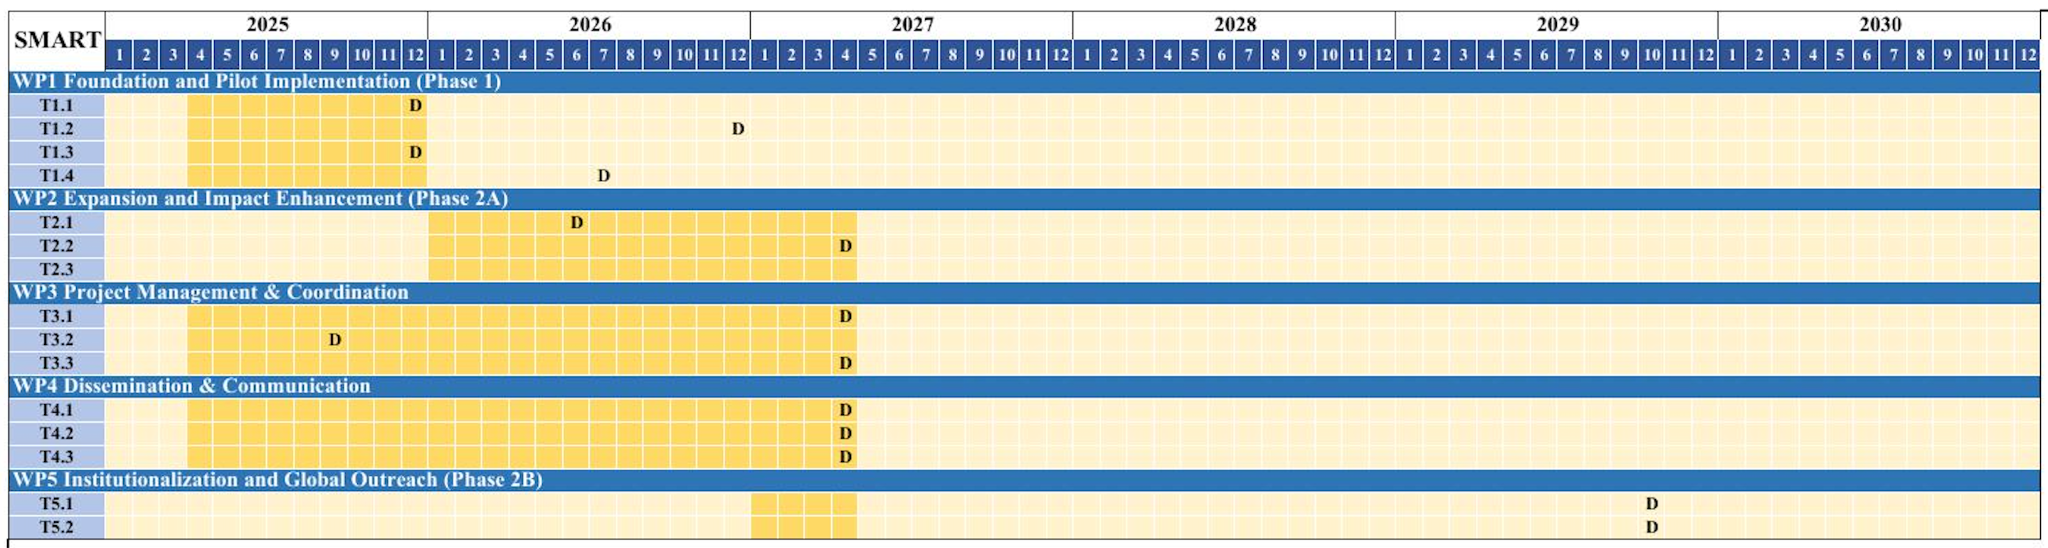 SMART 2025 2026 2027 2028 2029 2030
1 2 3 4 5 6 7 8 9 10 11 12 1 2 3 4 5 6 7 8 9 10 11 12 1 2 3 4 5 6 7 8 9 10 11 12 1 2 3 4 5 6 7 8 9 10 11 12 1 2 3 4 5 6 7 8 9 10 11 12 1 2 3 4 5 6 7 8 9 10 11 12
WP1 Foundation and Pilot Implementation (Phase 1)
T1.1 D
T1.2 D
T1.3 D
T1.4 D
WP2 Expansion and Impact Enhancement (Phase 2A)
T2.1 D
T2.2 D
T2.3
WP3 Project Management & Coordination
T3.1 D
T3.2 D
T3.3 D
WP4 Dissemination & Communication
T4.1 D
T4.2 D
T4.3 D
WP5 Institutionalization and Global Outreach (Phase 2B)
T5.1 D
T5.2 D